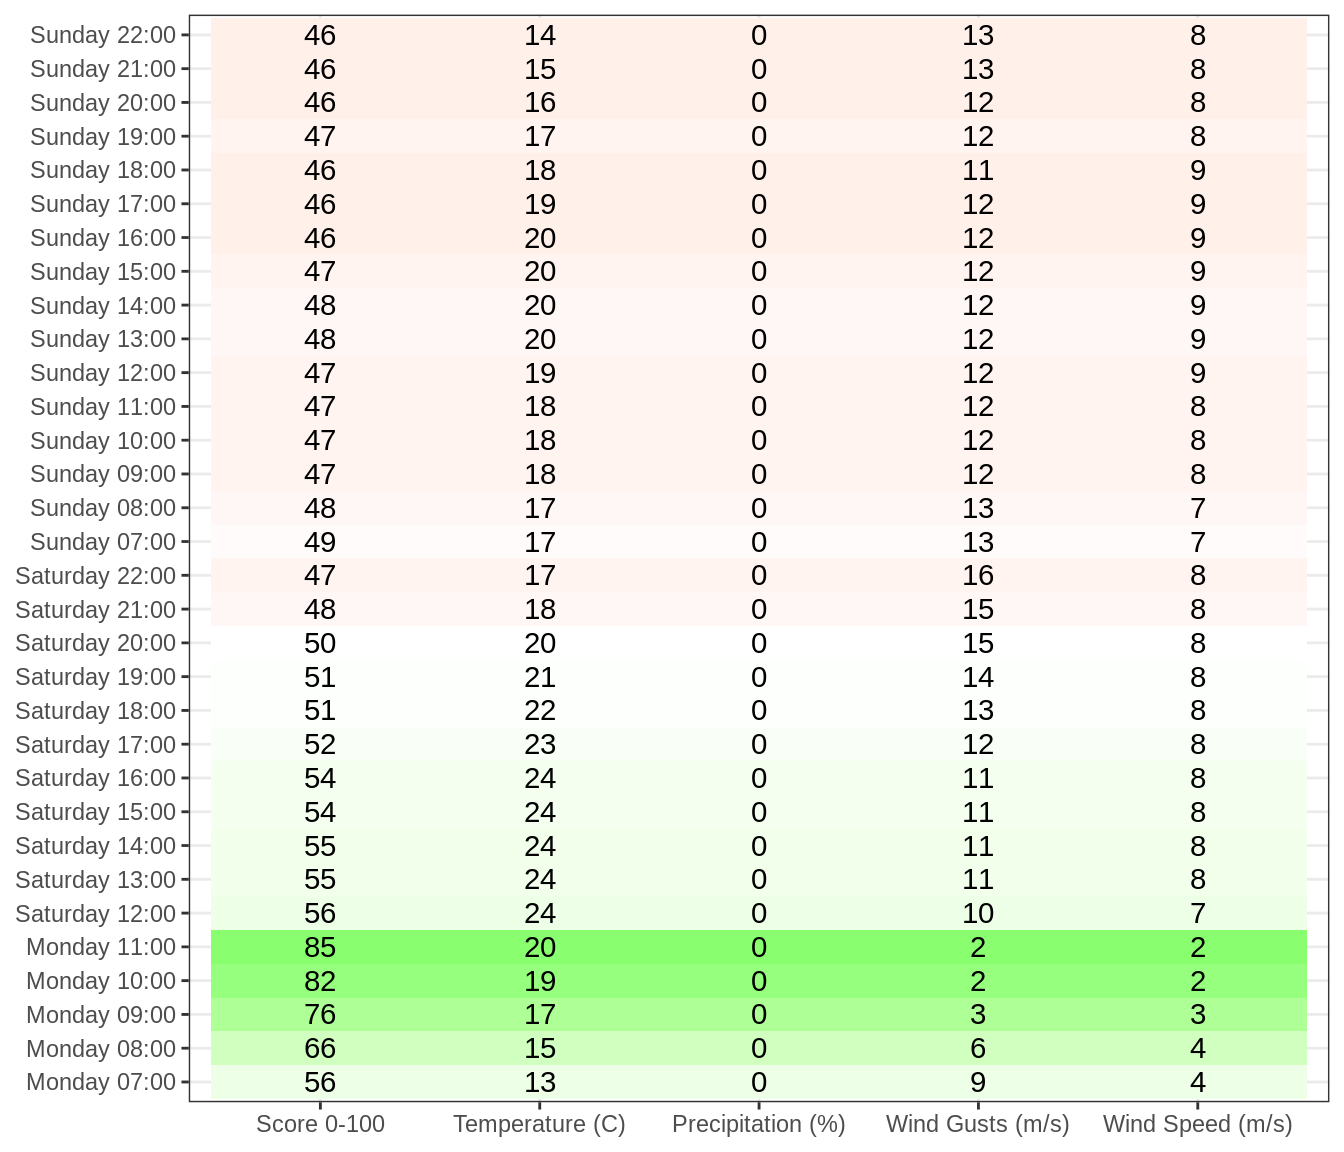 Sunday 22:00 46 14 0 13 8
Sunday 21:00 46 15 0 13 8
Sunday 20:00 46 16 0 12 8
Sunday 19:00 47 17 0 12 8
Sunday 18:00 46 18 0 11 9
Sunday 17:00 46 19 0 12 9
Sunday 16:00 46 20 0 12 9
Sunday 15:00 47 20 0 12 9
Sunday 14:00 48 20 0 12 9
Sunday 13:00 48 20 0 12 9
Sunday 12:00 47 19 0 12 9
Sunday 11:00 47 18 0 12 8
Sunday 10:00 47 18 0 12 8
Sunday 09:00 47 18 0 12 8
Sunday 08:00 48 17 0 13 7
Sunday 07:00 49 17 0 13 7
Saturday 22:00 47 17 0 16 8
Saturday 21:00 48 18 0 15 8
Saturday 20:00 50 20 0 15 8
Saturday 19:00 51 21 0 14 8
Saturday 18:00 51 22 0 13 8
Saturday 17:00 52 23 0 12 8
Saturday 16:00 54 24 0 11 8
Saturday 15:00 54 24 0 11 8
Saturday 14:00 55 24 0 11 8
Saturday 13:00 55 24 0 11 8
Saturday 12:00 56 24 0 10 7
Monday 11:00 85 20 0 2 2
Monday 10:00 82 19 0 2 2
Monday 09:00 76 17 0 3 3
Monday 08:00 66 15 0 6 4
Monday 07:00 56 13 0 9 4
Score 0-100 Temperature (C) Precipitation (%) Wind Gusts (m/s) Wind Speed (m/s)